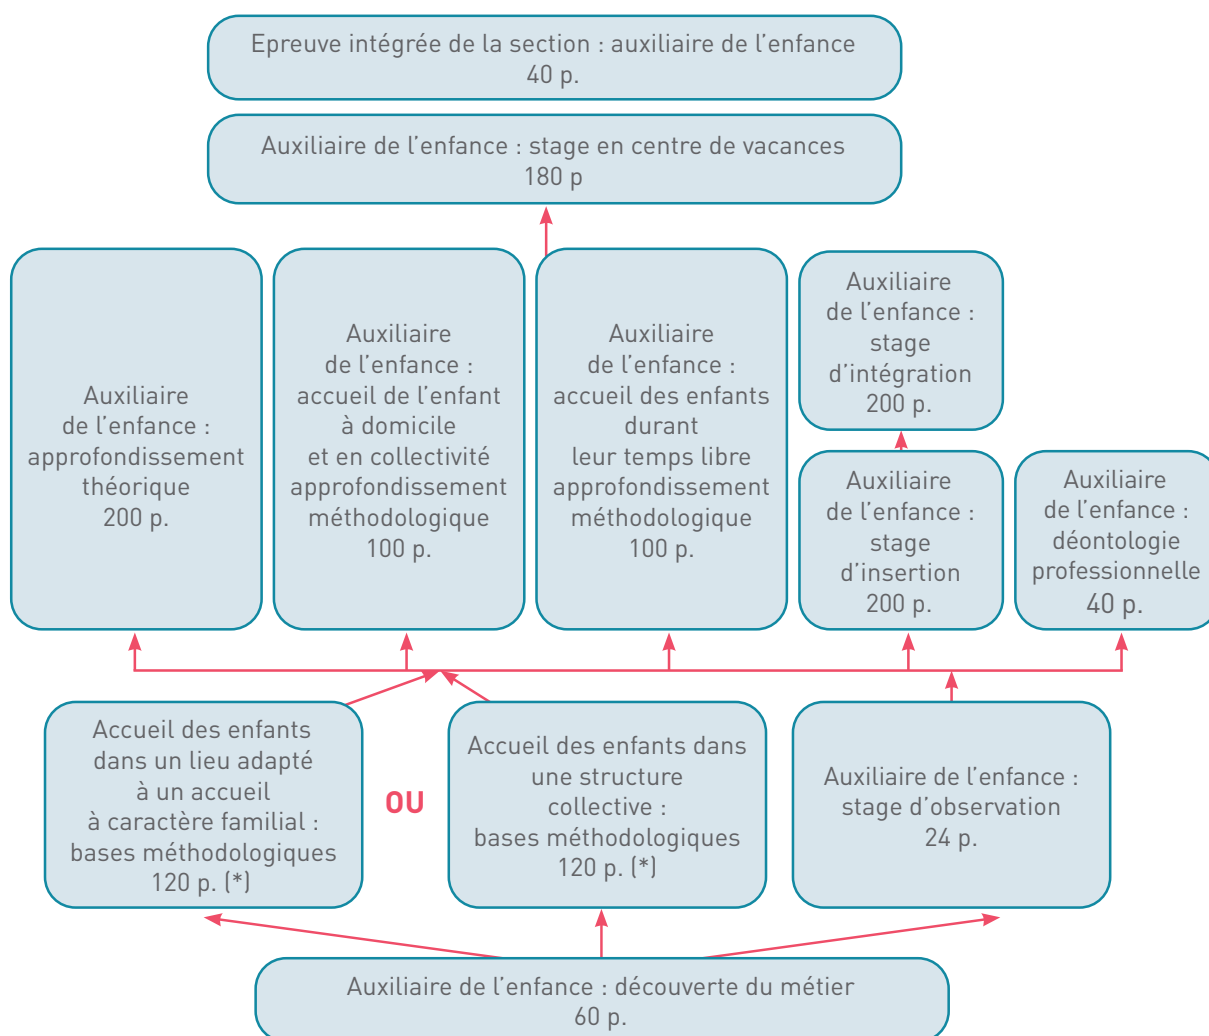 Epreuve intégrée de la section : auxiliaire de l’enfance
40 p.
Auxiliaire de l’enfance : stage en centre de vacances
180 p
Auxiliaire
de l’enfance :
approfondissement
théorique
200 p.
Auxiliaire
de l’enfance :
accueil de l’enfant
à domicile
et en collectivité
approfondissement
méthodologique
100 p.
Auxiliaire
de l’enfance :
accueil des enfants
durant
leur temps libre
approfondissement
méthodologique
100 p.
Auxiliaire
de l’enfance :
stage
d’intégration
200 p.
Auxiliaire
de l’enfance :
stage
d’insertion
200 p.
Auxiliaire
de l’enfance :
déontologie
professionnelle
40 p.
Accueil des enfants
dans un lieu adapté
à un accueil
à caractère familial :
bases méthodologiques
120 p. (*)
OU
Accueil des enfants dans
une structure
collective :
bases méthodologiques
120 p. (*)
Auxiliaire de l’enfance :
stage d’observation
24 p.
Auxiliaire de l’enfance : découverte du métier
60 p.